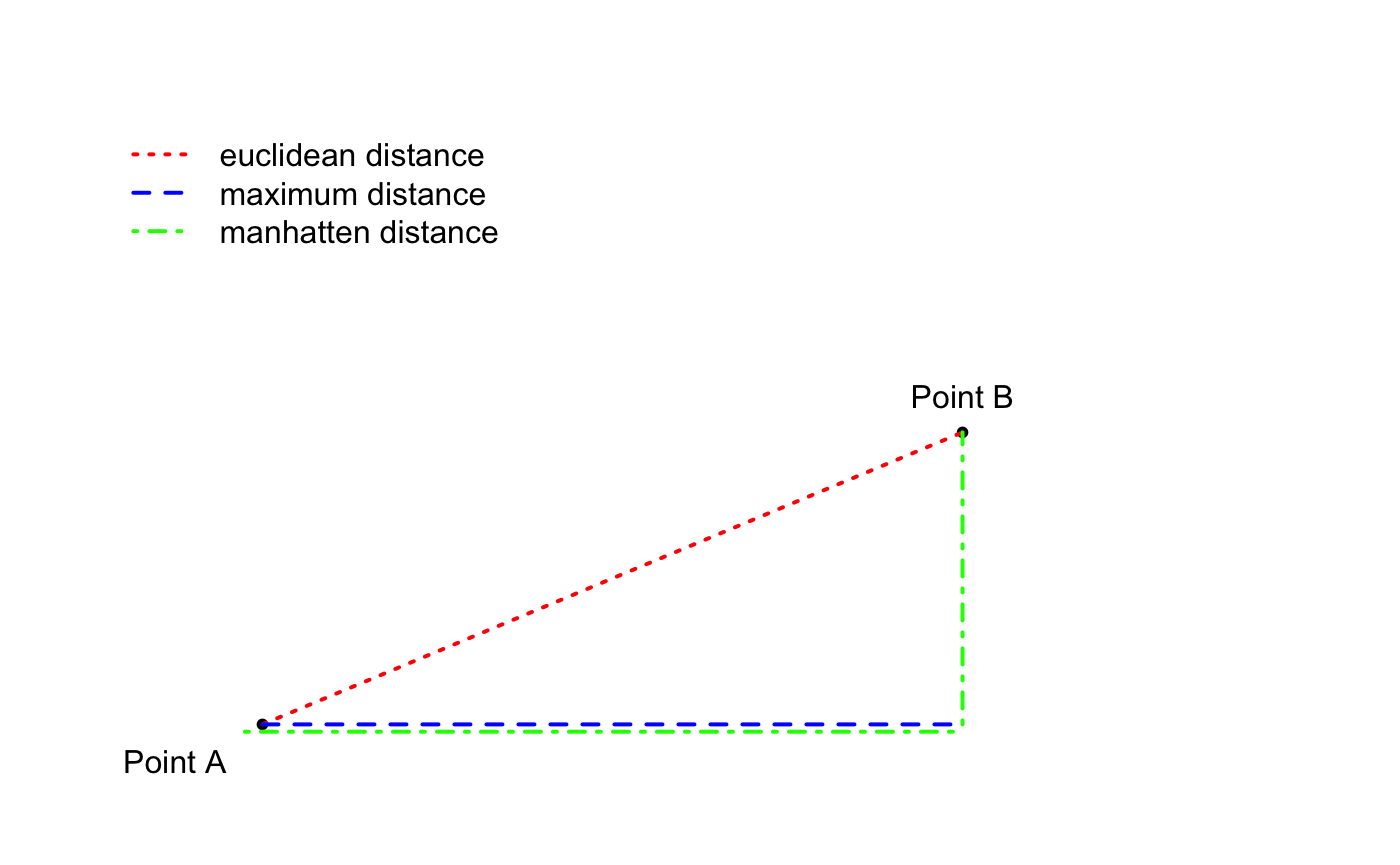 euclidean distance
maximum distance
manhatten distance
Point B
Point A